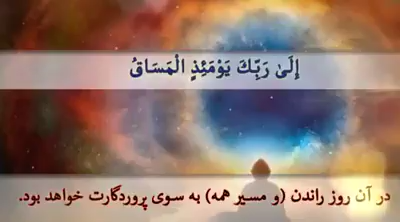 إِلَىٰ رَبِّكَ يَوْمَئِذٍ الْمَسَاقُ
در آن روز راندن (و مسیر همه) به سوی پروردگارت خواهد بود.